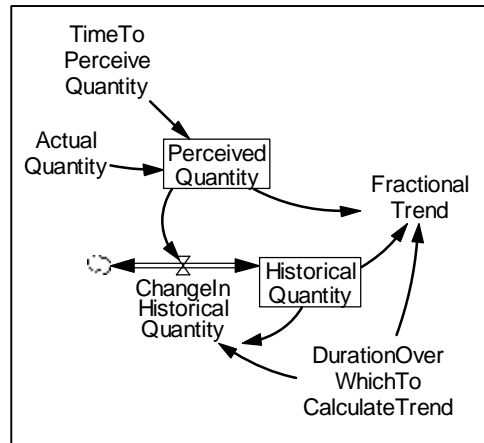 TimeTo
Perceive
Quantity
Actual
Quantity
Perceived
Quantity
Fractional
Trend
ChangeIn
Historical
Quantity
Historical
Quantity
DurationOver
WhichTo
CalculateTrend